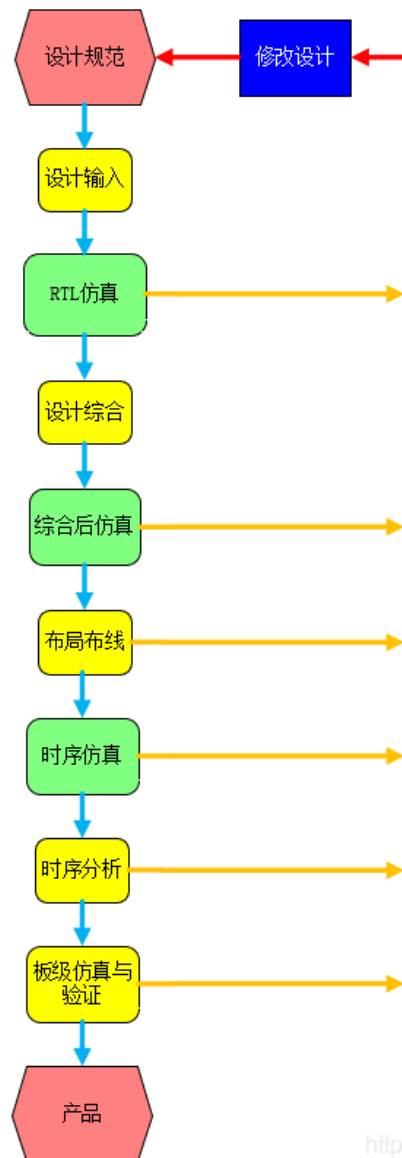 设计规范
修改设计
设计输入
RTL仿真
设计综合
综合后仿真
布局布线
时序仿真
时序分析
板级仿真与
验证
产品
http